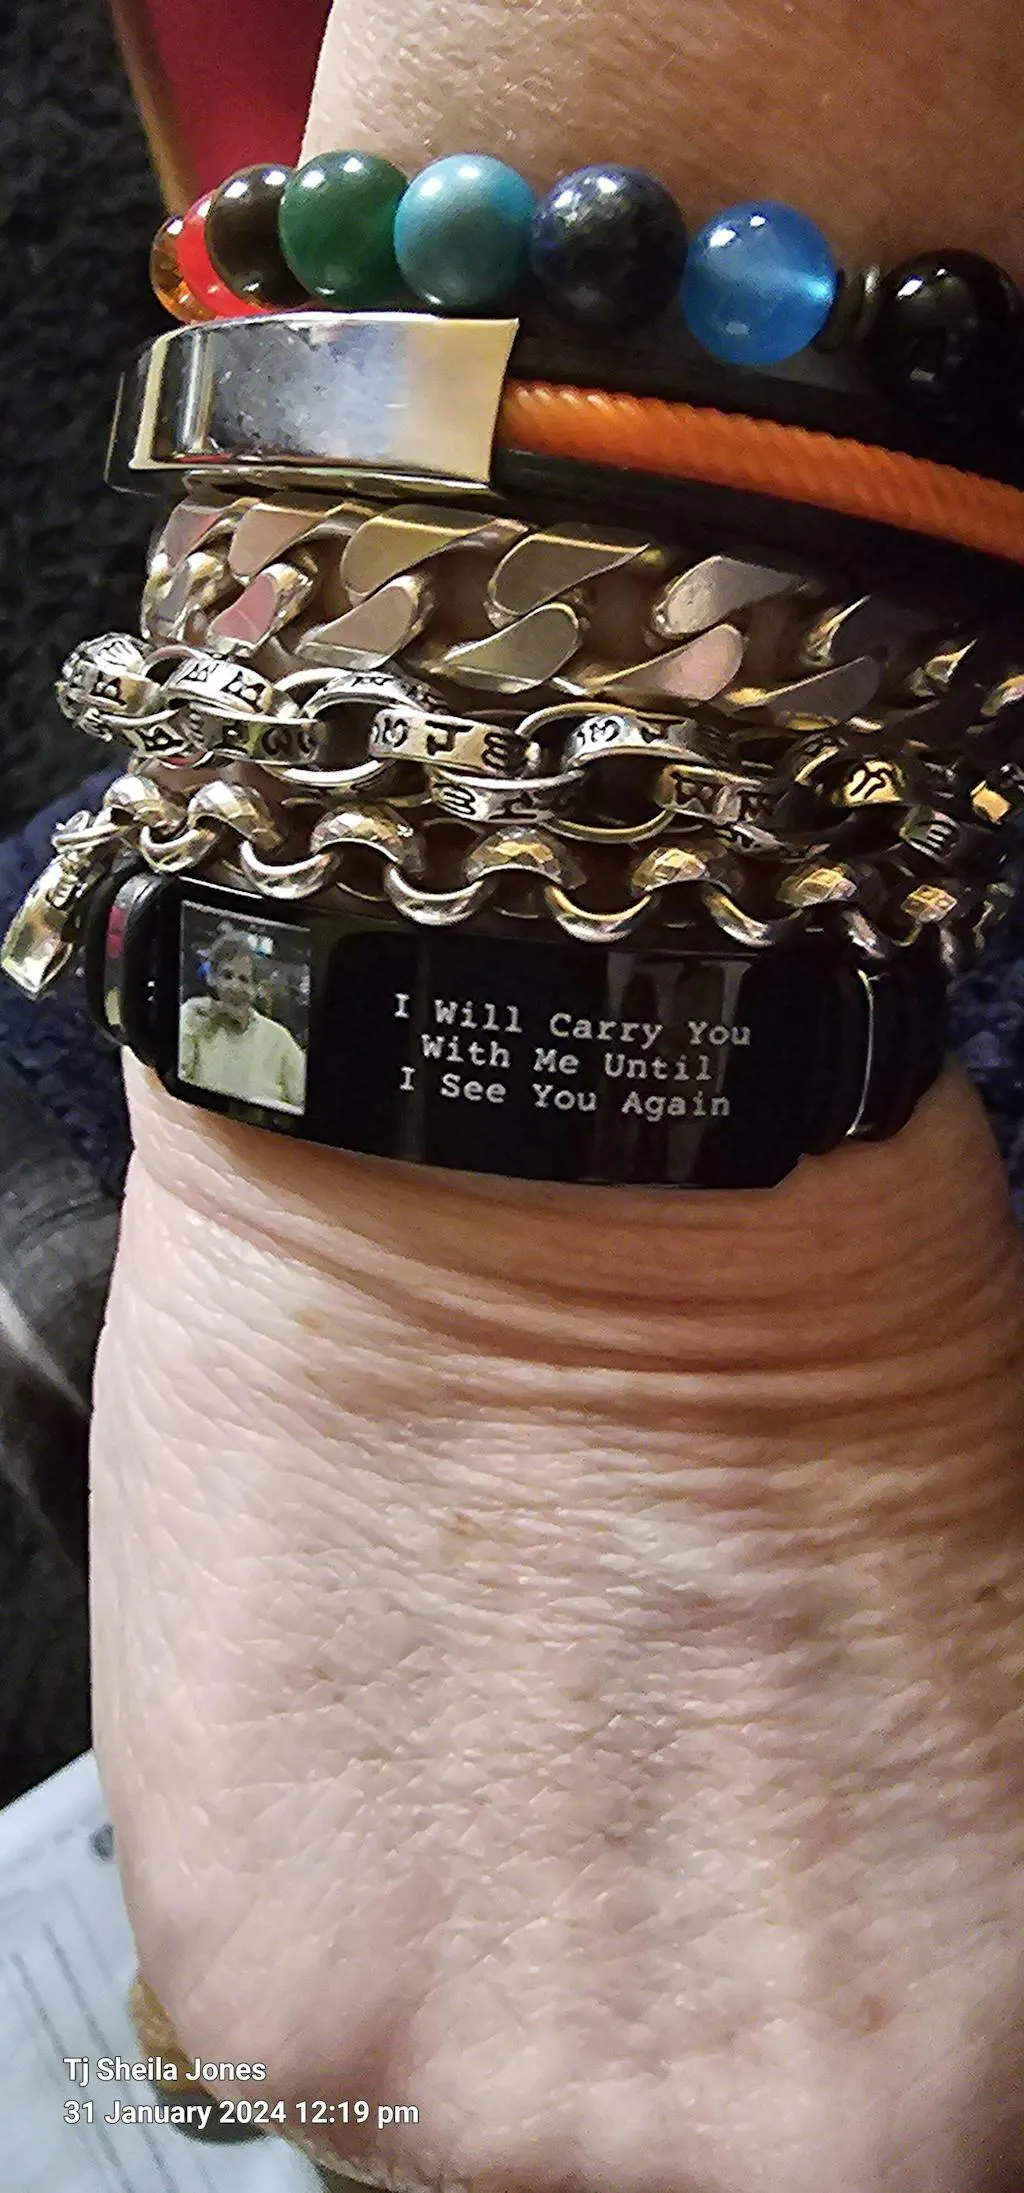 I Will Carry You
With Me Until
I See You Again
Tj Sheila Jones
31 January 2024 12:19 pm